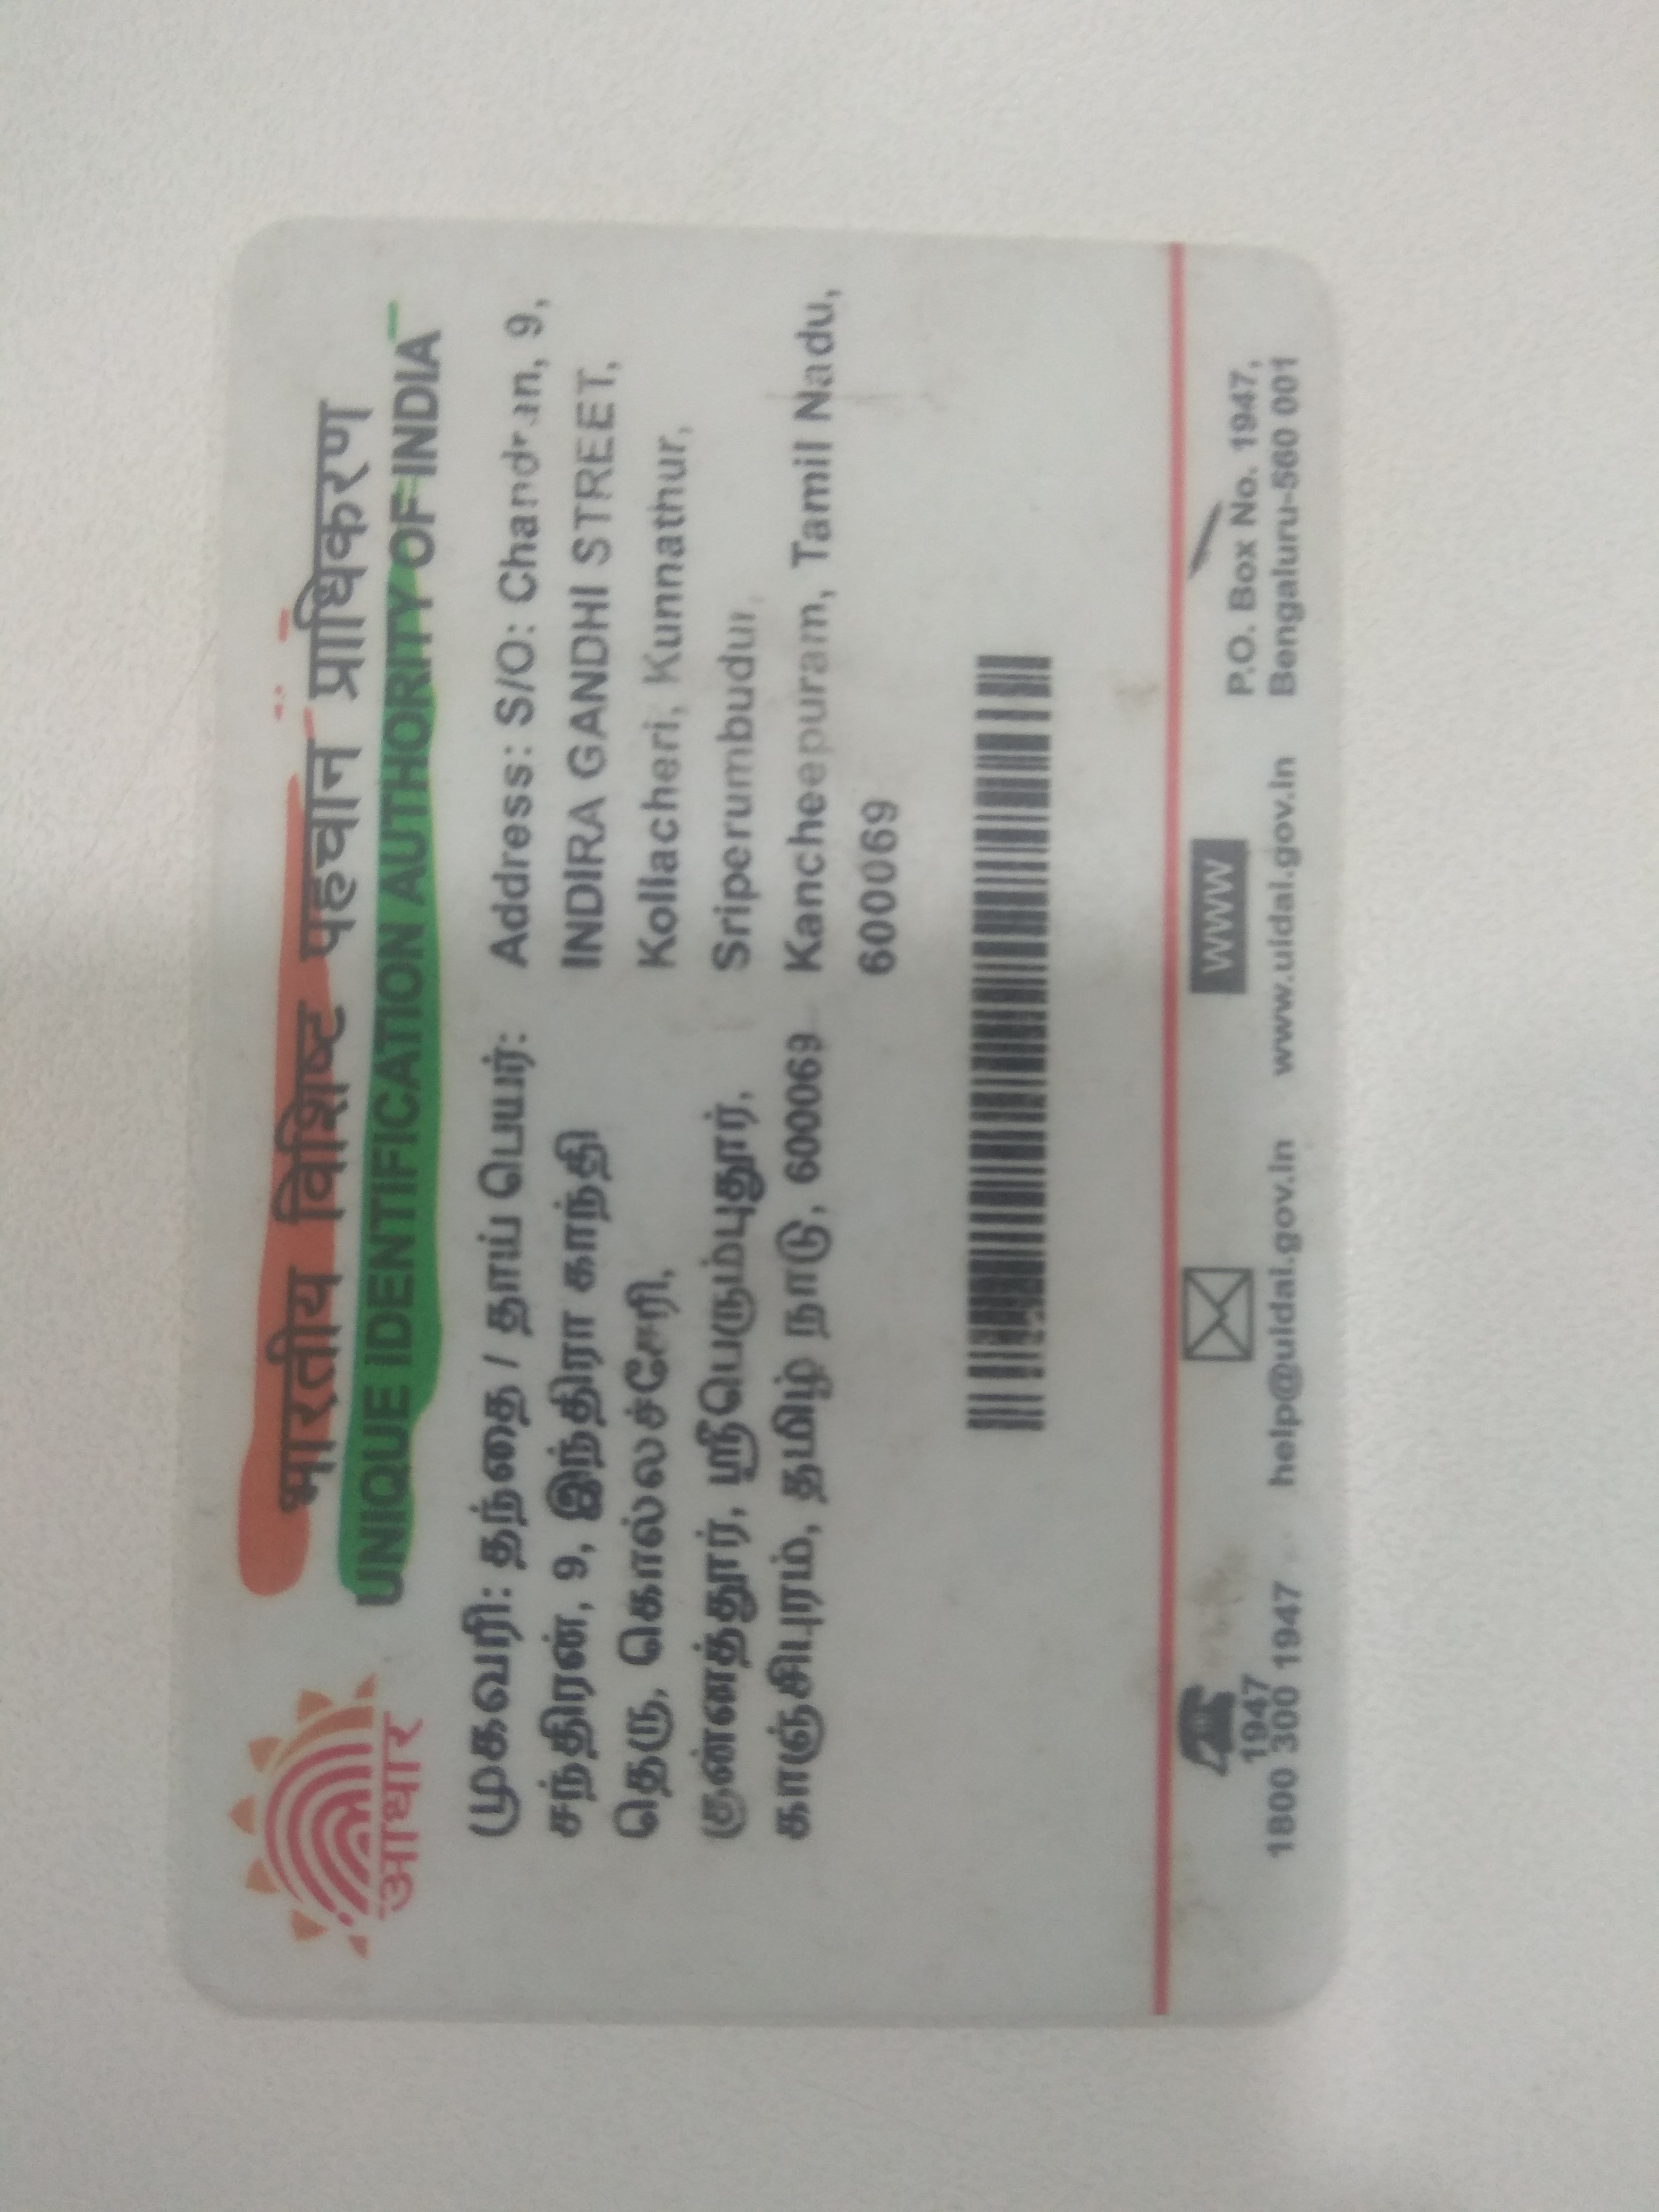 आधार
भारतीय विशिष्ट पहचान प्राधिकरण
UNIQUE IDENTIFICATION AUTHORITY OF INDIA
முகவரி: தந்தை / தாய் பெயர்:
சந்திரன், 9, இந்திரா காந்தி
தெரு, கொல்லச்சேரி,
குன்னத்தூர், ஸ்ரீபெரும்புதூர்,
காஞ்சிபுரம், தமிழ் நாடு, 600069
Address: S/O: Chandran, 9,
INDIRA GANDHI STREET,
Kollacheri, Kunnathur,
Sriperumbudur,
Kancheepuram, Tamil Nadu,
600069
1947
1800 300 1947
help@uidai.gov.in
WWW
www.uidai.gov.in
P.O. Box No. 1947,
Bengaluru-560 001